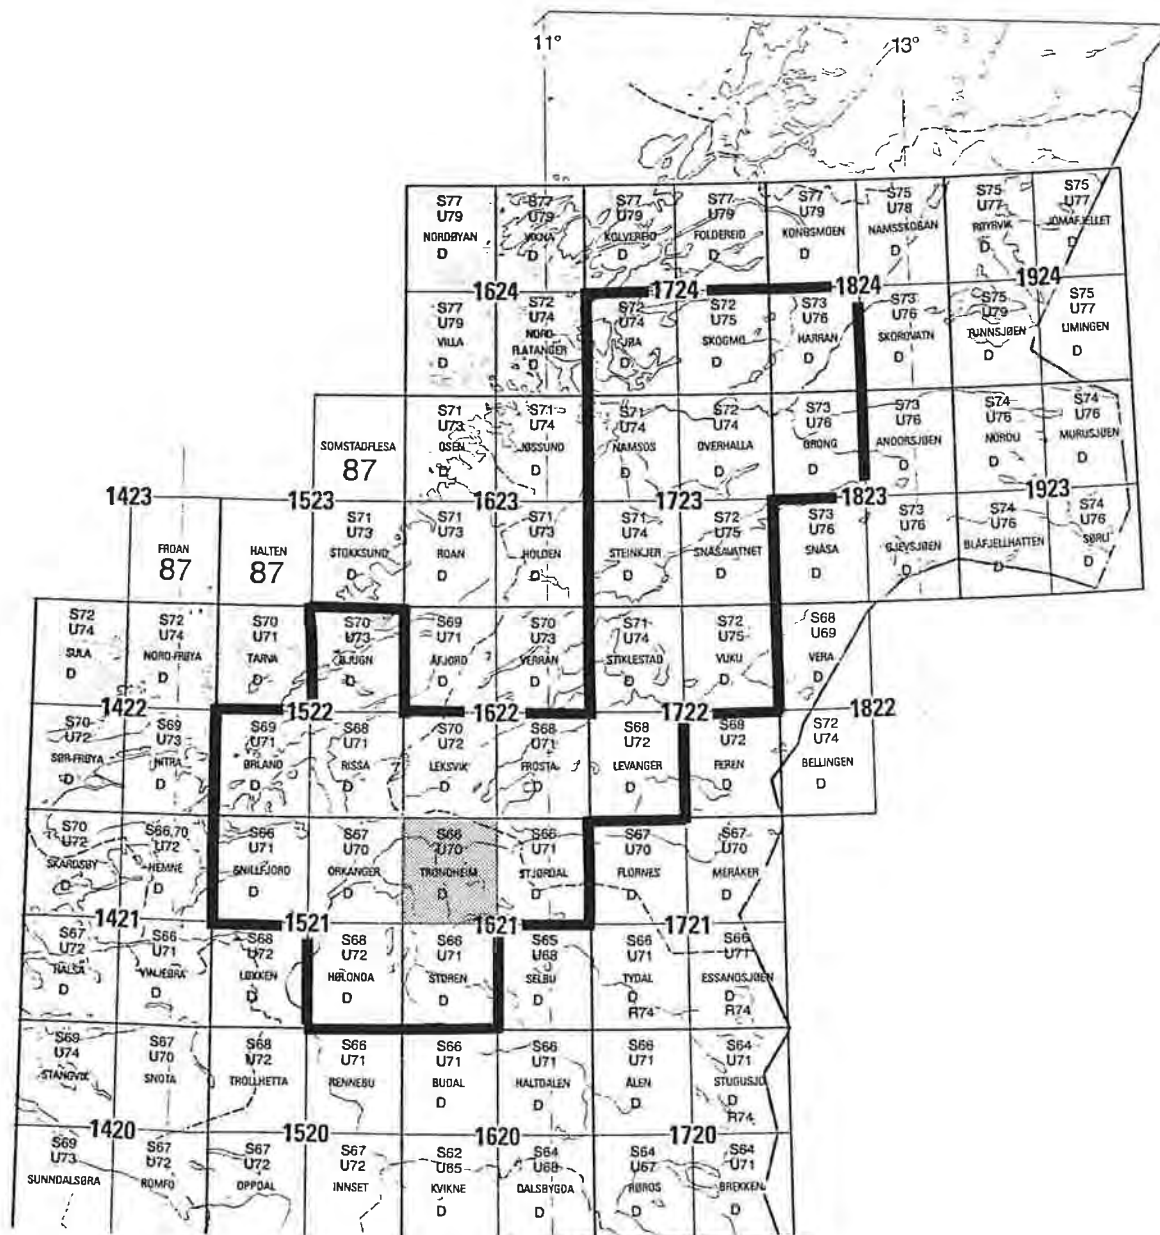 11°
13°
S77
U79
NORDØYAN
D
S77
U79
VIKNA
D
S77
U79
KOLVEREID
D
S77
U79
FOLDEREID
D
S77
U79
KONGSMOEN
D
S75
U78
NAMSSKOGAN
D
S75
U77
RØYRVIK
D
S75
U77
JOMAFJELLET
D
1624
1724
1824
1924
S77
U79
VILLA
D
S72
U74
NORD-
FLATANGER
D
S72
U74
JØA
D
S72
U75
SKOGMO
D
S73
U76
HARRAN
D
S73
U76
SKOROVATN
D
S75
U79
TUNNSJØEN
D
S75
U77
LIMINGEN
D
SOMSTADFLESA
87
S71
U73
OSEN
D
S71
U74
JØSSUND
D
S71
U74
NAMSOS
D
S72
U74
OVERHALLA
D
S73
U76
GRONG
D
S73
U76
ANDORSJØEN
D
S74
U76
NORDLI
D
S74
U76
MURUSJØEN
D
1423
1523
1623
1723
1823
1923
FROAN
87
HALTEN
87
S71
U73
STOKKSUND
D
S71
U73
ROAN
D
S71
U73
HOLDEN
D
S71
U74
STEINKJER
D
S72
U75
SNÅSAVATNET
D
S73
U76
SNÅSA
D
S73
U76
GJEVSJØEN
D
S74
U76
BLÅFJELLHATTEN
D
S74
U76
SØRLI
D
S72
U74
SULA
D
S72
U74
NORD-FRØYA
D
S70
U71
TARVA
D
S70
U73
BJUGN
D
S69
U71
ÅFJORD
D
S70
U73
VERRAN
D
S71
U74
STIKLESTAD
D
S72
U75
VUKU
D
S68
U69
VERA
D
1422
1522
1622
1722
1822
S70
U72
SØR-FRØYA
D
S69
U73
HITRA
D
S69
U71
ØRLAND
D
S68
U71
RISSA
D
S70
U72
LEKSVIK
D
S68
U71
FROSTA
D
S68
U72
LEVANGER
D
S68
U72
FEREN
D
S72
U74
BELLINGEN
D
S70
U72
SKARDSØY
D
S66,70
U72
HEMNE
D
S66
U71
SNILLFJORD
D
S67
U70
ORKANGER
D
S66
U70
TRONDHEIM
D
S66
U71
STJØRDAL
D
S67
U70
FLORNES
D
S67
U70
MERÅKER
D
1421
1521
1621
1721
S67
U72
HALSA
D
S66
U71
VINJEØRA
D
S68
U72
LØKKEN
D
S68
U72
HØLONDA
D
S66
U71
STØREN
D
S65
U68
SELBU
D
S66
U71
TYDAL
D
R74
S66
U71
ESSANDSJØEN
D
R74
S69
U74
STANGVIK
S67
U70
SNOTA
S68
U72
TROLLHETTA
S66
U71
RENNEBU
S66
U71
BUDAL
D
S66
U71
HALTDALEN
D
S66
U71
ÅLEN
D
S64
U71
STUGUSJØ
D
R74
1420
1520
1620
1720
S69
U73
SUNNDALSØRA
S67
U72
ROMFO
S67
U72
OPPDAL
S67
U72
INNSET
S62
U65
KVIKNE
D
S64
U68
DALSBYGDA
D
S64
U67
RØROS
D
S64
U71
BREKKEN
D